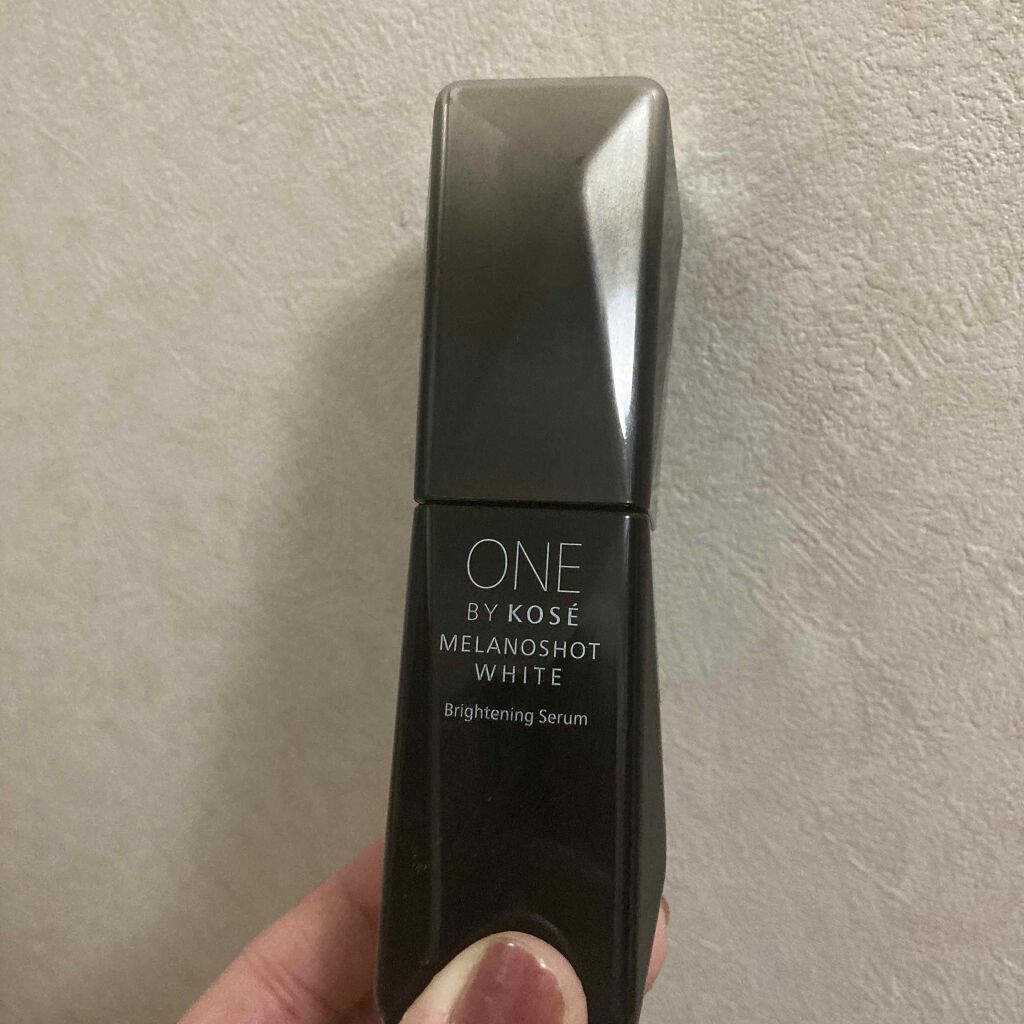 ONE
BY KOSÉ
MELANOSHOT
WHITE
Brightening Serum